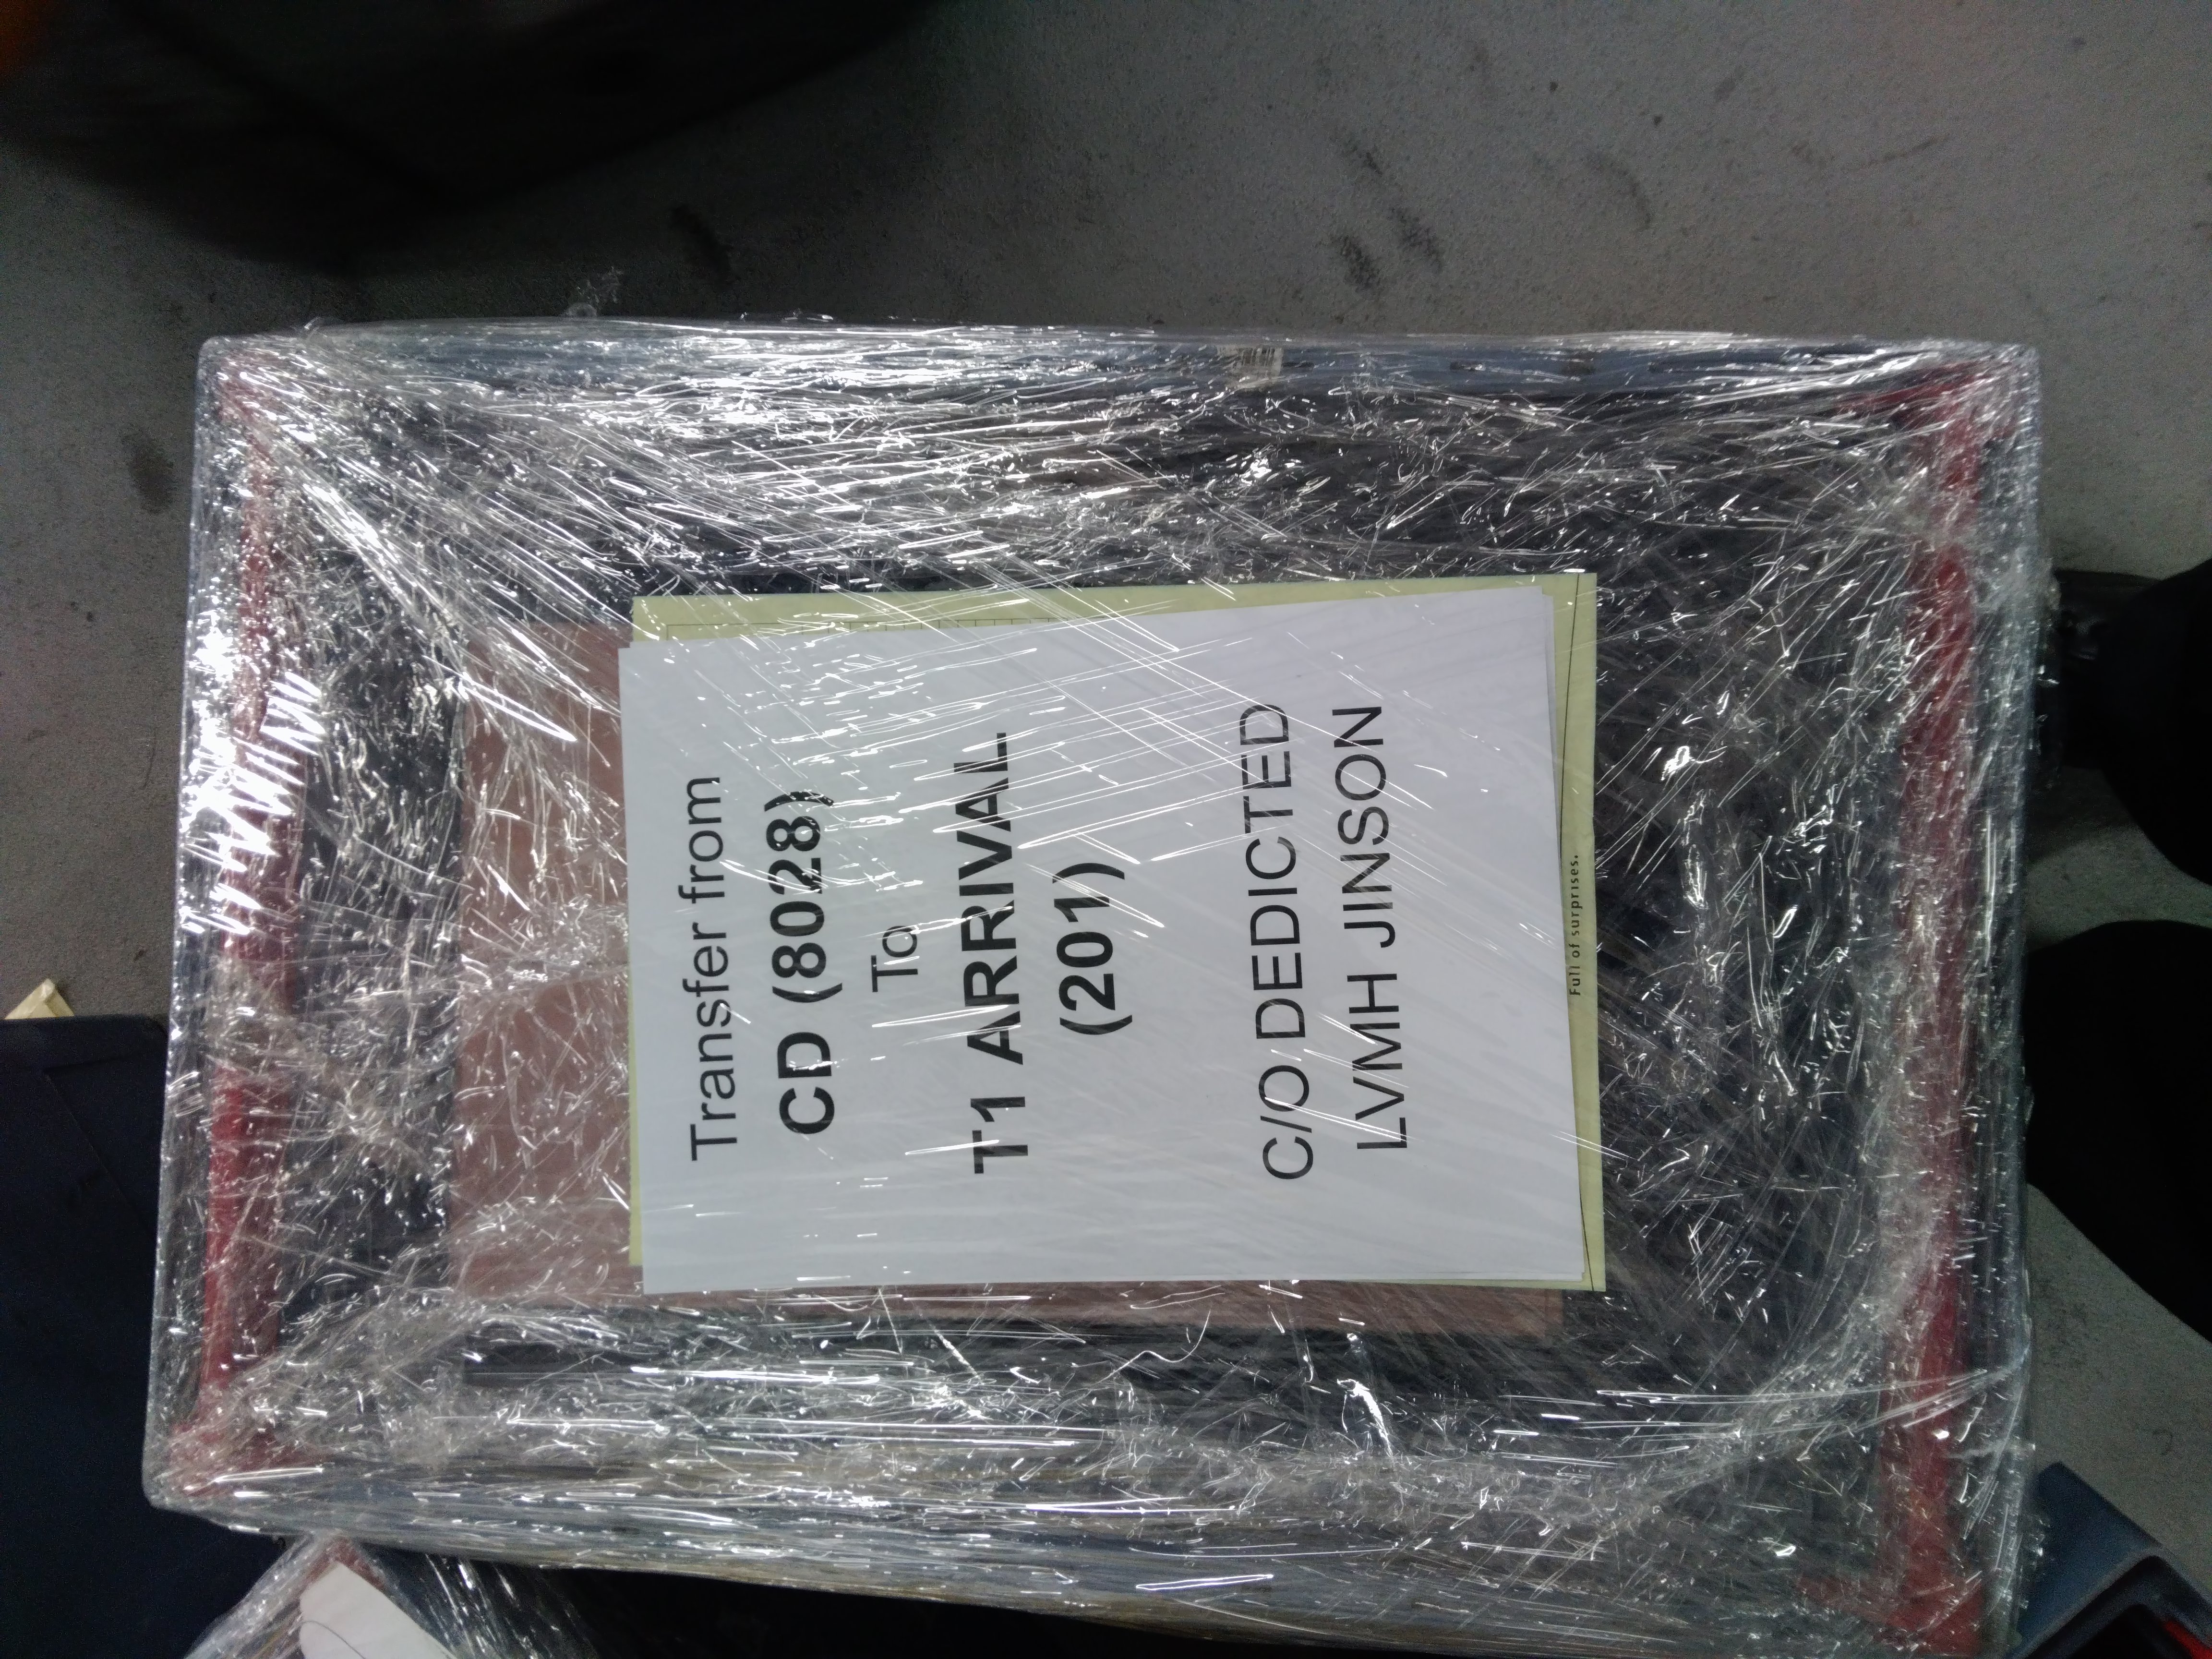 Transfer from
CD (8028)
To
T1 ARRIVAL
(201)
C/O DEDICTED
LVMH JINSON
Full of surprises.